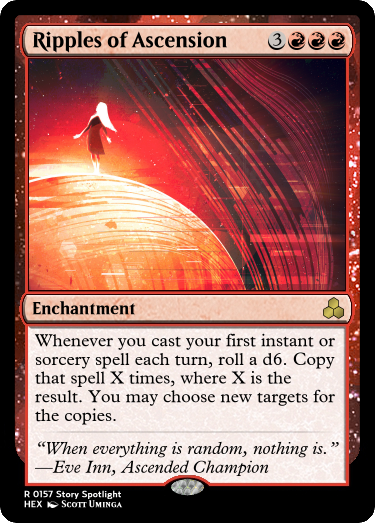 Ripples of Ascension 3
Enchantment
Whenever you cast your first instant or
sorcery spell each turn, roll a d6. Copy
that spell X times, where X is the
result. You may choose new targets for
the copies.
“When everything is random, nothing is.”
—Eve Inn, Ascended Champion
R 0157 Story Spotlight
HEX Scott Uminga